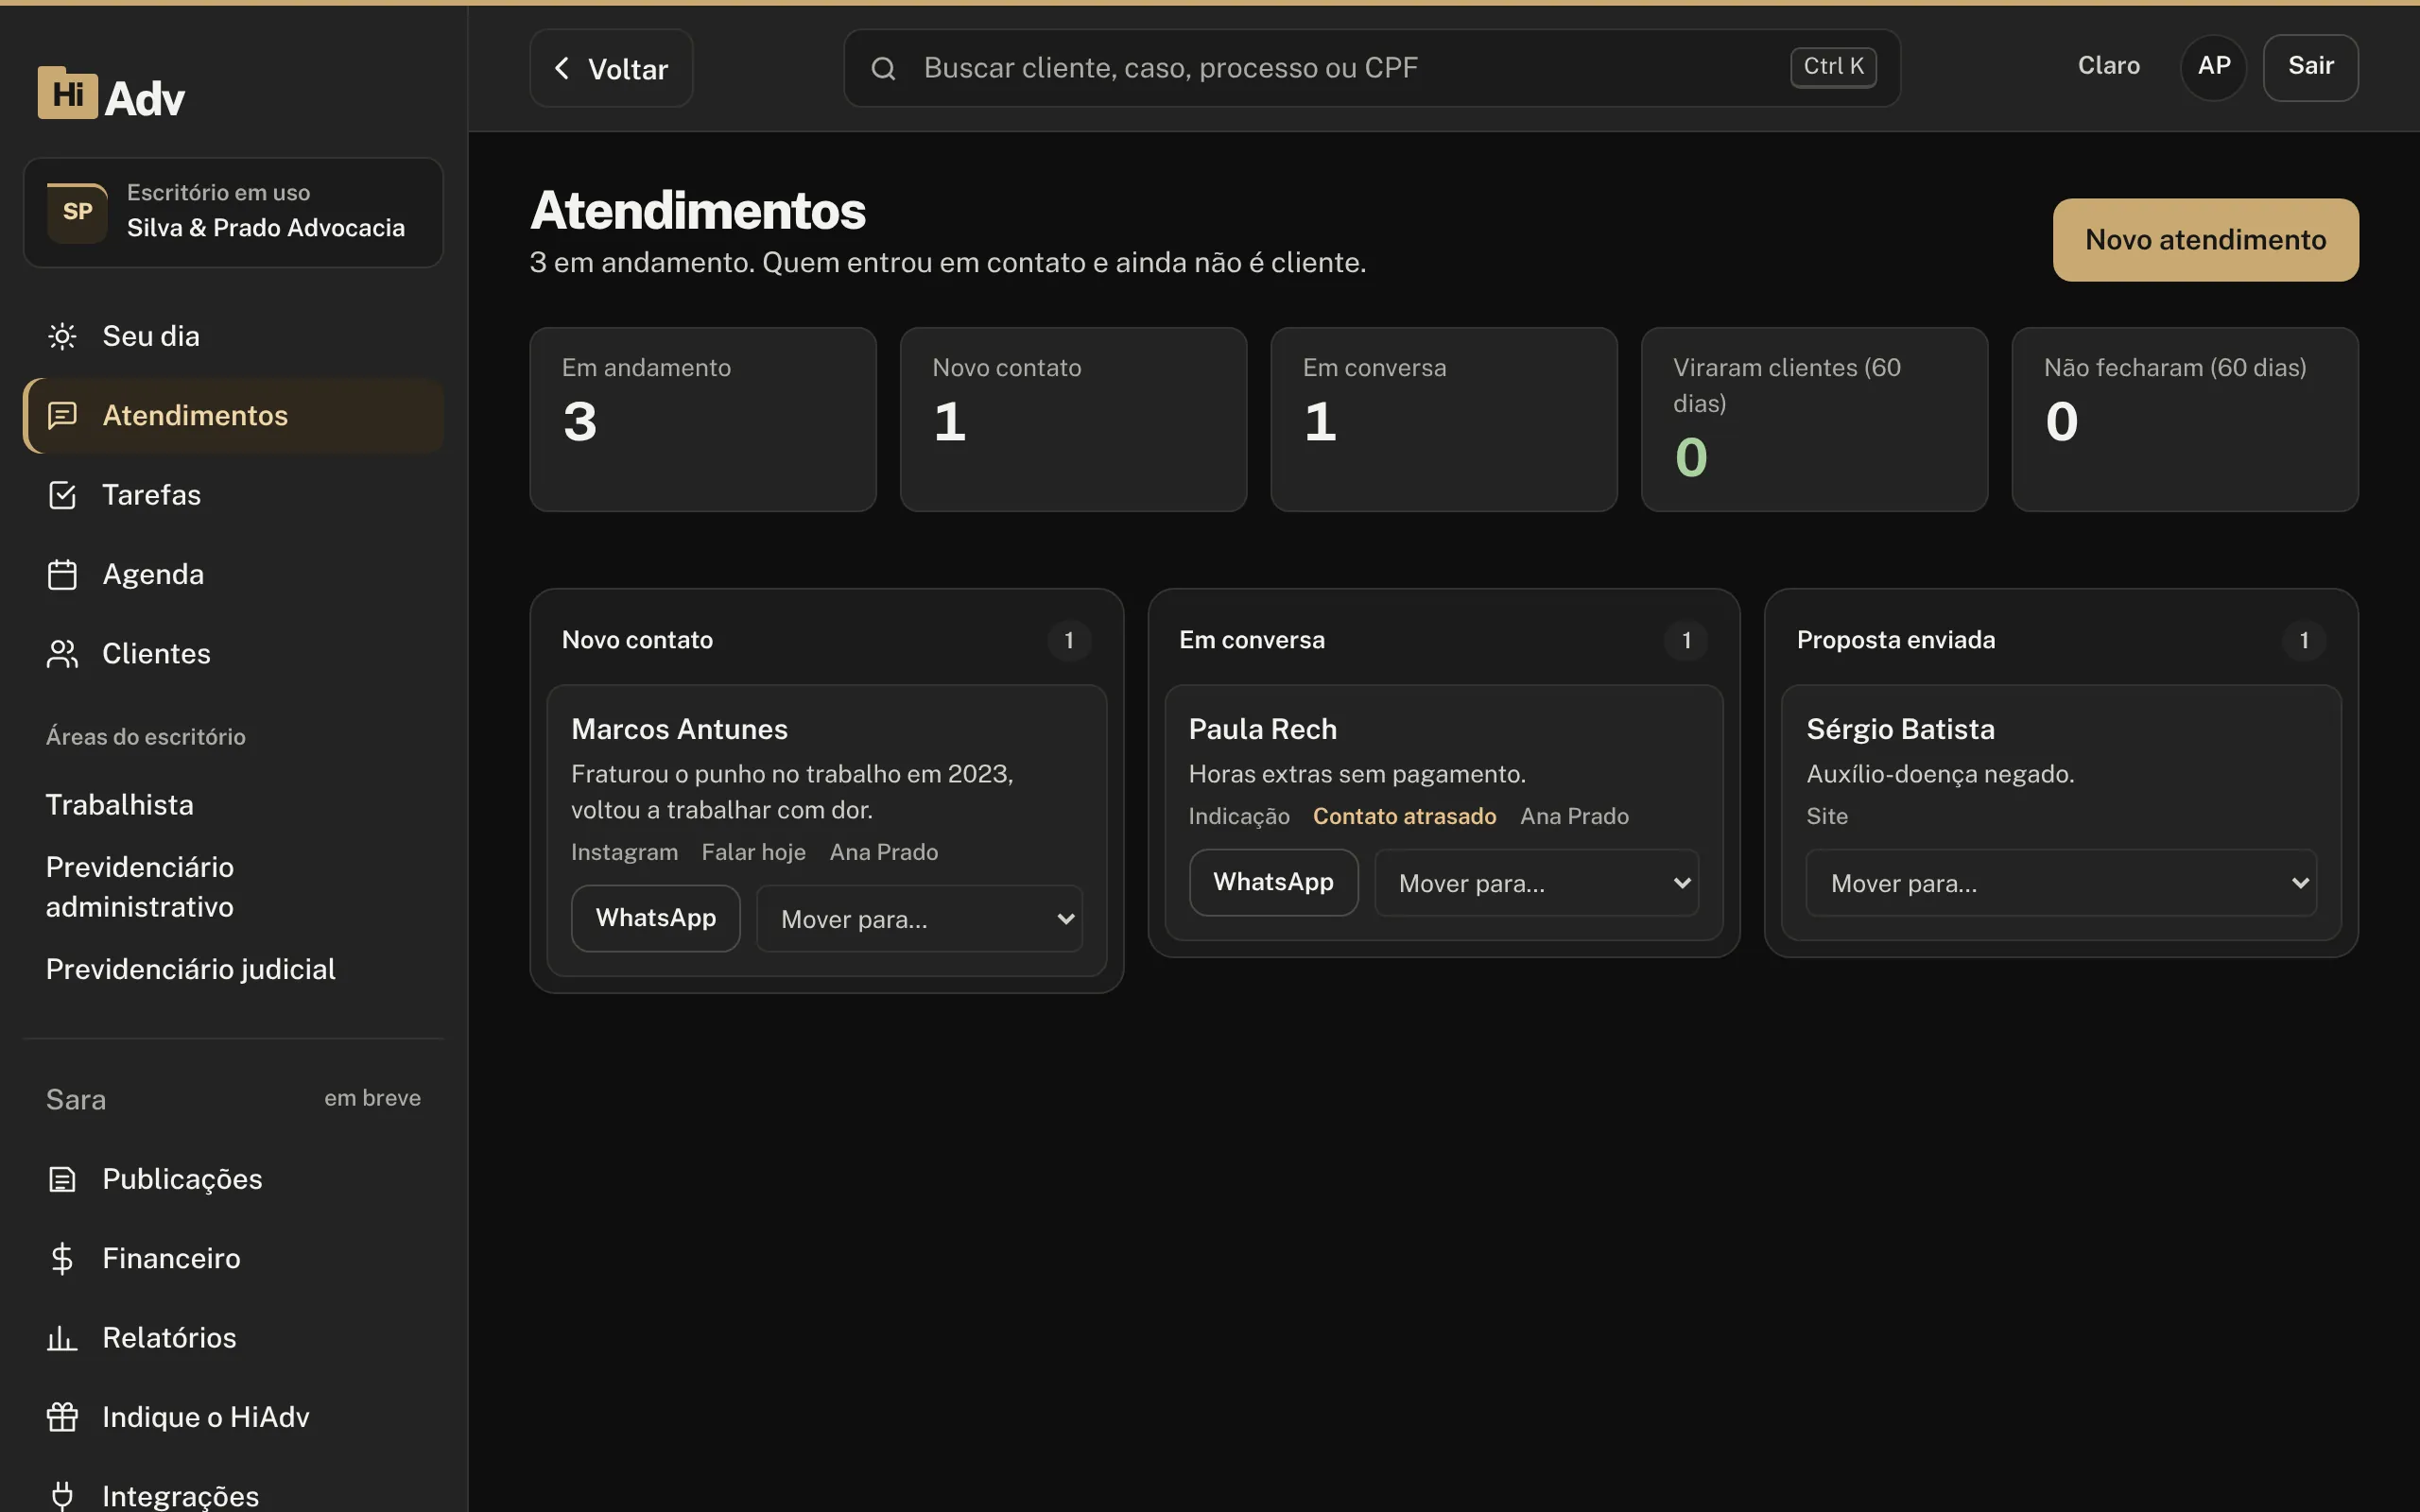 Hi Adv
Escritório em uso
SP
Silva & Prado Advocacia
Seu dia
Atendimentos
Tarefas
Agenda
Clientes
Áreas do escritório
Trabalhista
Previdenciário
administrativo
Previdenciário judicial
Sara em breve
Publicações
Financeiro
Relatórios
Indique o HiAdv
Integrações
Voltar
Buscar cliente, caso, processo ou CPF
Ctrl K
Claro
AP
Sair
Atendimentos
3 em andamento. Quem entrou em contato e ainda não é cliente.
Novo atendimento
Em andamento
3
Novo contato
1
Em conversa
1
Viraram clientes (60
dias)
0
Não fecharam (60 dias)
0
Novo contato 1
Marcos Antunes
Fraturou o punho no trabalho em 2023,
voltou a trabalhar com dor.
Instagram Falar hoje Ana Prado
WhatsApp Mover para...
Em conversa 1
Paula Rech
Horas extras sem pagamento.
Indicação Contato atrasado Ana Prado
WhatsApp Mover para...
Proposta enviada 1
Sérgio Batista
Auxílio-doença negado.
Site
Mover para...